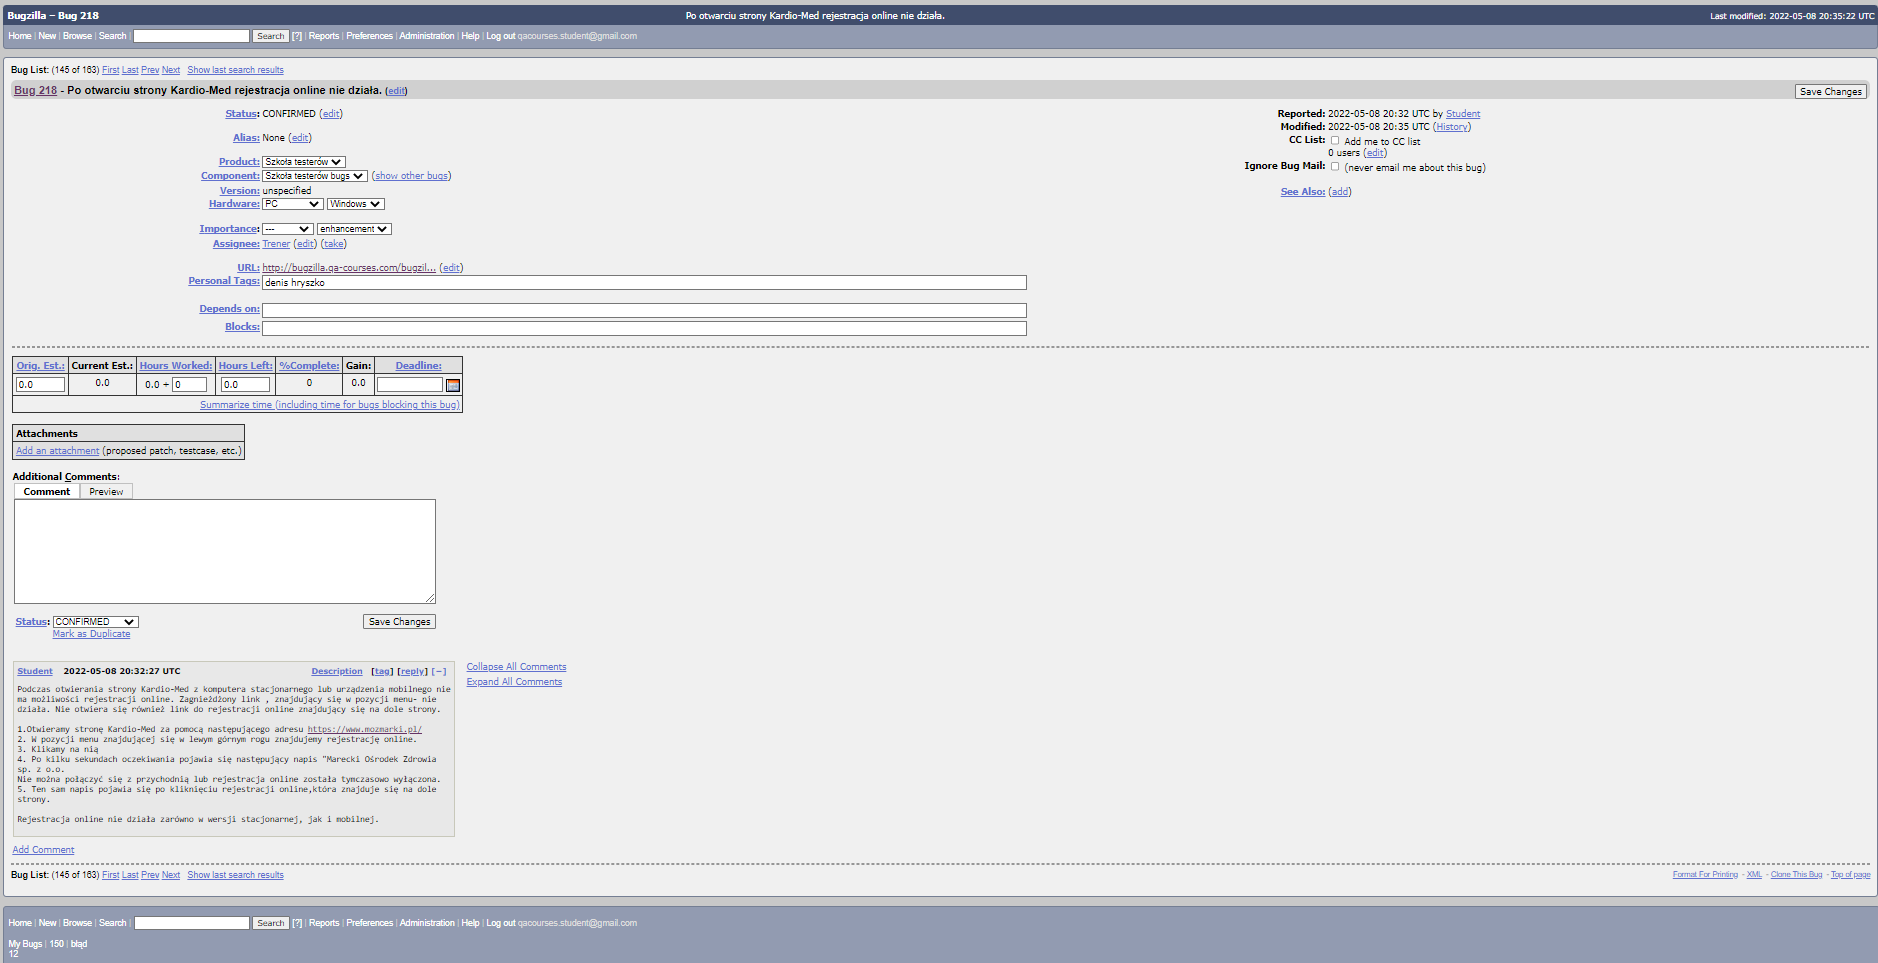 Bugzilla – Bug 218 Po otwarciu strony Kardio-Med rejestracja online nie działa. Last modified: 2022-05-08 20:35:22 UTC
Home | New | Browse | Search | Search [?] | Reports | Preferences | Administration | Help | Log out qacourses.student@gmail.com
Bug List: (145 of 163) First Last Prev Next Show last search results
Bug 218 - Po otwarciu strony Kardio-Med rejestracja online nie działa. (edit)
Save Changes
Status: CONFIRMED (edit)
Alias: None (edit)
Product: Szkoła testerów
Component: Szkoła testerów bugs (show other bugs)
Version: unspecified
Hardware: PC Windows
Importance: --- enhancement
Assignee: Trener (edit) (take)
URL: http://bugzilla.qa-courses.com/bugzil... (edit)
Personal Tags: denis hryszko
Depends on:
Blocks:
Reported: 2022-05-08 20:32 UTC by Student
Modified: 2022-05-08 20:35 UTC (History)
CC List: Add me to CC list
0 users (edit)
Ignore Bug Mail: (never email me about this bug)
See Also: (add)
Orig. Est.: Current Est.: Hours Worked: Hours Left: %Complete: Gain: Deadline:
0.0 0.0 0.0 + 0 0.0 0 0.0
Summarize time (including time for bugs blocking this bug)
Attachments
Add an attachment (proposed patch, testcase, etc.)
Additional Comments:
Comment Preview
Status: CONFIRMED Save Changes
Mark as Duplicate
Student 2022-05-08 20:32:27 UTC Description [tag] [reply] [−]
Collapse All Comments
Expand All Comments
Podczas otwierania strony Kardio-Med z komputera stacjonarnego lub urządzenia mobilnego nie
ma możliwości rejestracji online. Zagnieżdżony link , znajdujący się w pozycji menu- nie
działa. Nie otwiera się również link do rejestracji online znajdujący się na dole strony.
1.Otwieramy stronę Kardio-Med za pomocą następującego adresu https://www.mozmarki.pl/
2. W pozycji menu znajdującej się w lewym górnym rogu znajdujemy rejestrację online.
3. Klikamy na nią
4. Po kilku sekundach oczekiwania pojawia się następujący napis "Marecki Ośrodek Zdrowia
sp. z o.o.
Nie można połączyć się z przychodnią lub rejestracja online została tymczasowo wyłączona.
5. Ten sam napis pojawia się po kliknięciu rejestracji online,która znajduje się na dole
strony.
Rejestracja online nie działa zarówno w wersji stacjonarnej, jak i mobilnej.
Add Comment
Bug List: (145 of 163) First Last Prev Next Show last search results
Format For Printing - XML - Clone This Bug - Top of page
Home | New | Browse | Search | Search [?] | Reports | Preferences | Administration | Help | Log out qacourses.student@gmail.com
My Bugs | 150 | błąd
12